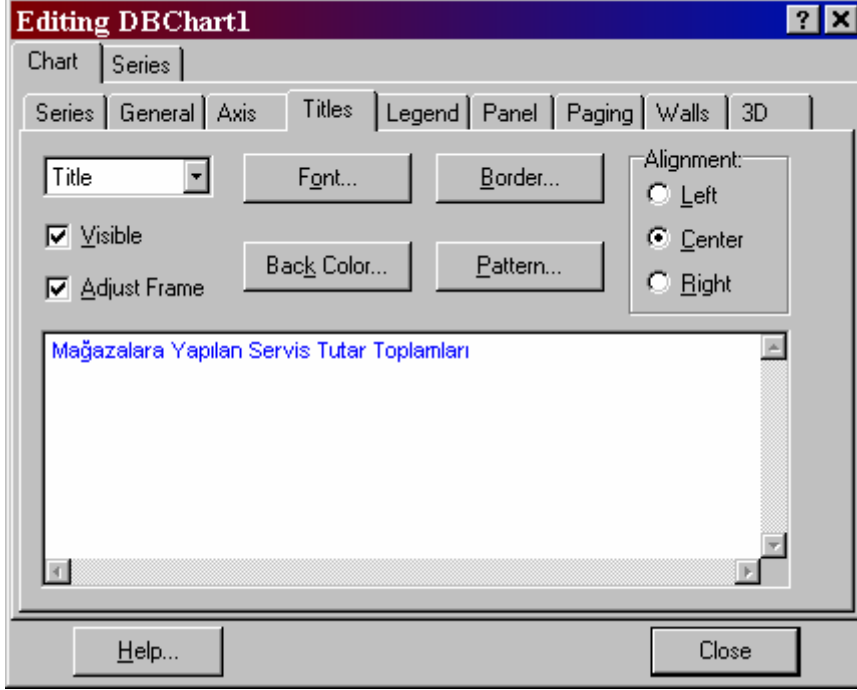 Editing DBChart1
Chart Series
Series General Axis Titles Legend Panel Paging Walls 3D
Title Font... Border... Alignment:
Left
Visible Center
Back Color... Pattern...
Adjust Frame Right
Mağazalara Yapılan Servis Tutar Toplamları
Help... Close